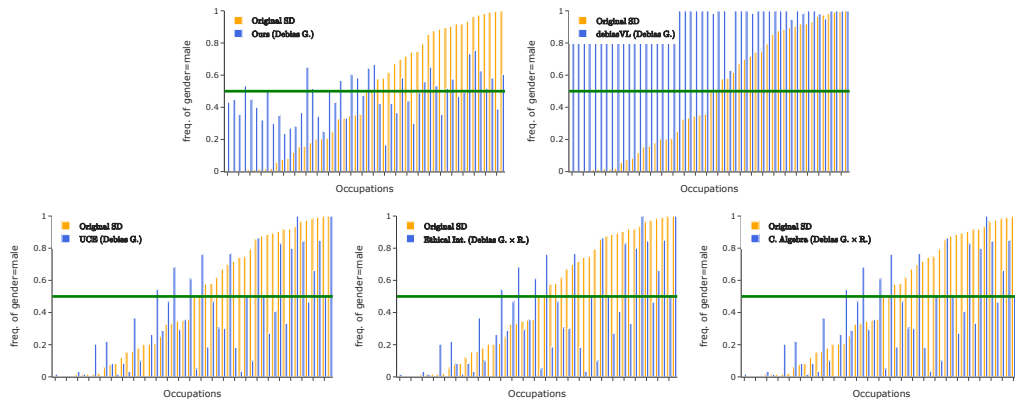 Original SD
Ours (Debias G.)
1
0.8
0.6
0.4
0.2
0
freq. of gender=male
Occupations
Original SD
debiasVL (Debias G.)
1
0.8
0.6
0.4
0.2
0
freq. of gender=male
Occupations
Original SD
UCE (Debias G.)
1
0.8
0.6
0.4
0.2
0
freq. of gender=male
Occupations
Original SD
Ethical Int. (Debias G. × R.)
1
0.8
0.6
0.4
0.2
0
freq. of gender=male
Occupations
Original SD
C. Algebra (Debias G. × R.)
1
0.8
0.6
0.4
0.2
0
freq. of gender=male
Occupations